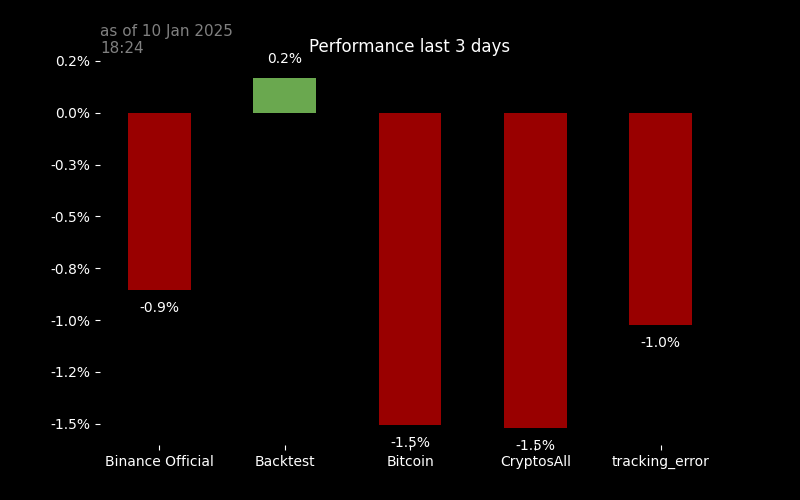 as of 10 Jan 2025
18:24
Performance last 3 days
0.2%
0.2%
0.0%
-0.3%
-0.5%
-0.8%
-1.0%
-1.2%
-1.5%
-0.9%
-1.0%
-1.5%
-1.5%
Binance Official
Backtest
Bitcoin
CryptosAll
tracking_error